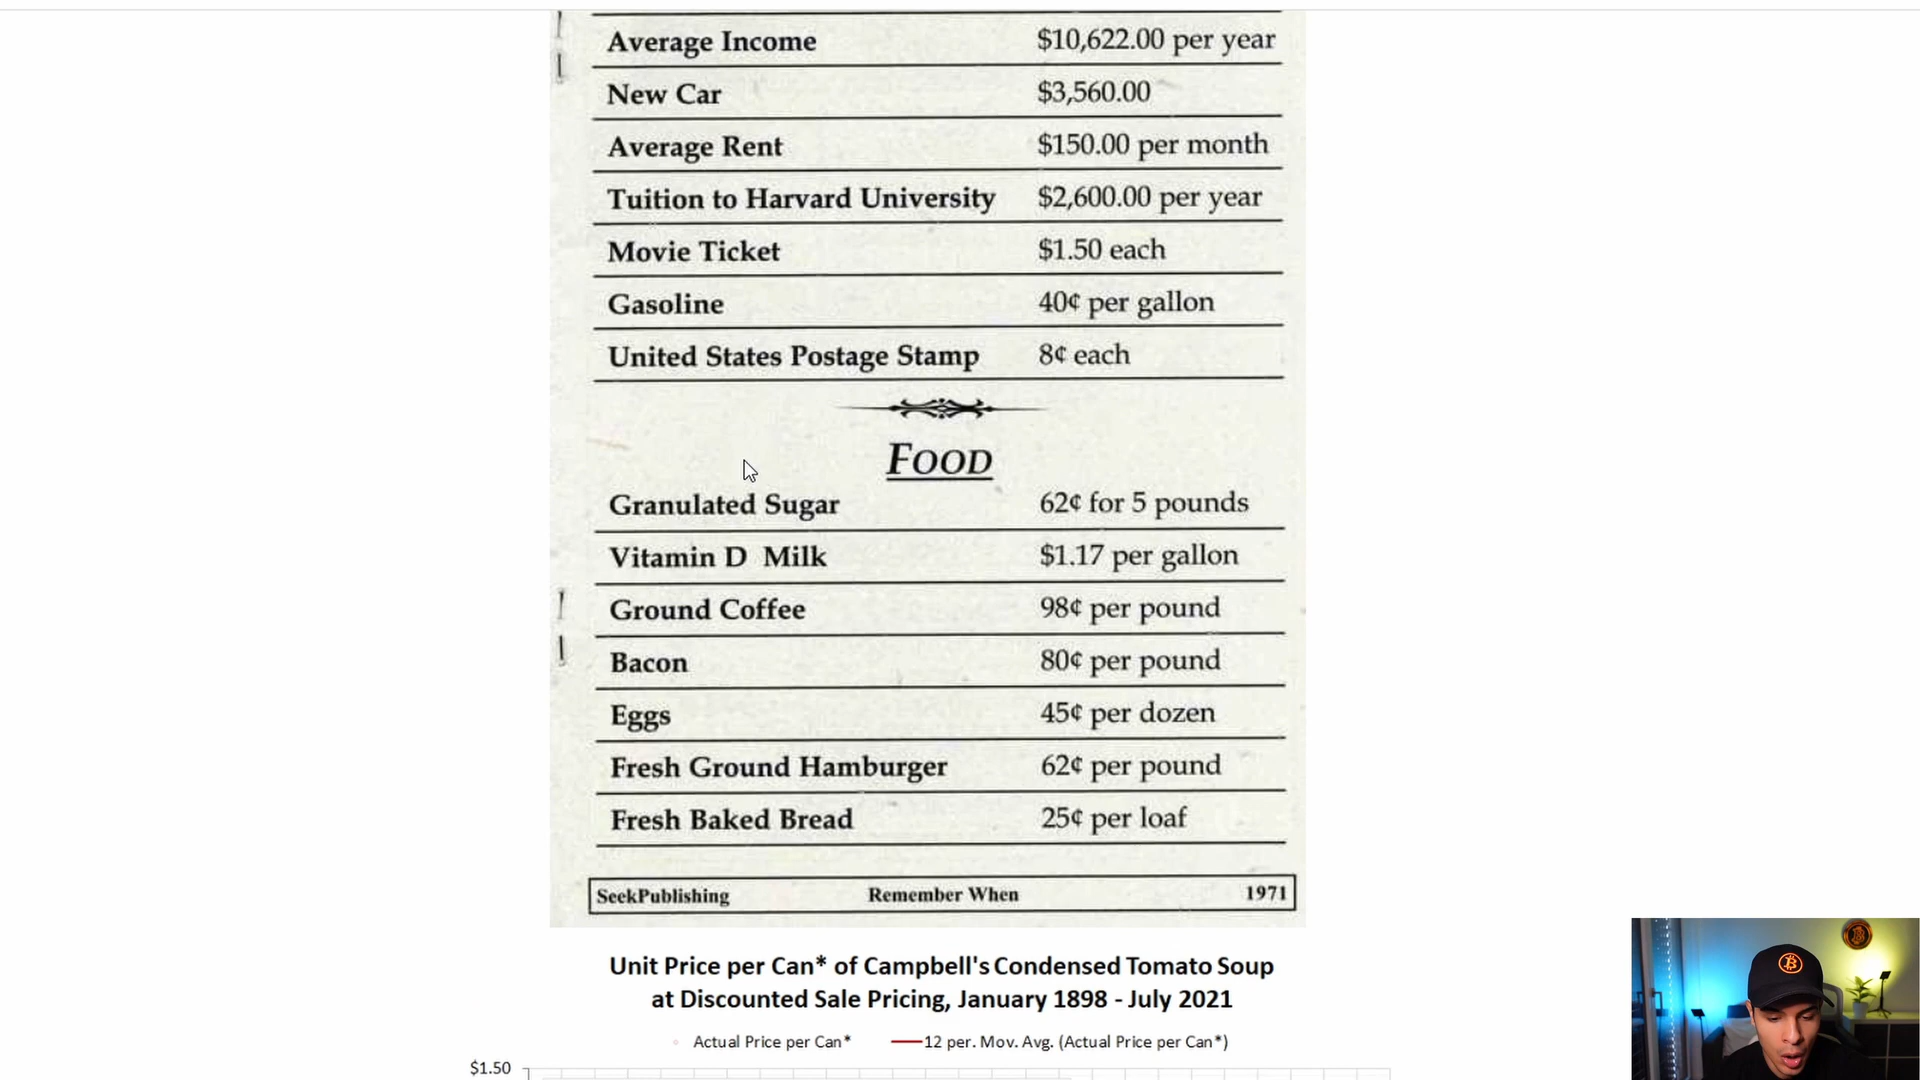 Average Income $10,622.00 per year
New Car $3,560.00
Average Rent $150.00 per month
Tuition to Harvard University $2,600.00 per year
Movie Ticket $1.50 each
Gasoline 40¢ per gallon
United States Postage Stamp 8¢ each
FOOD
Granulated Sugar 62¢ for 5 pounds
Vitamin D Milk $1.17 per gallon
Ground Coffee 98¢ per pound
Bacon 80¢ per pound
Eggs 45¢ per dozen
Fresh Ground Hamburger 62¢ per pound
Fresh Baked Bread 25¢ per loaf
SeekPublishing Remember When 1971
Unit Price per Can* of Campbell's Condensed Tomato Soup
at Discounted Sale Pricing, January 1898 - July 2021
Actual Price per Can* 12 per. Mov. Avg. (Actual Price per Can*)
$1.50